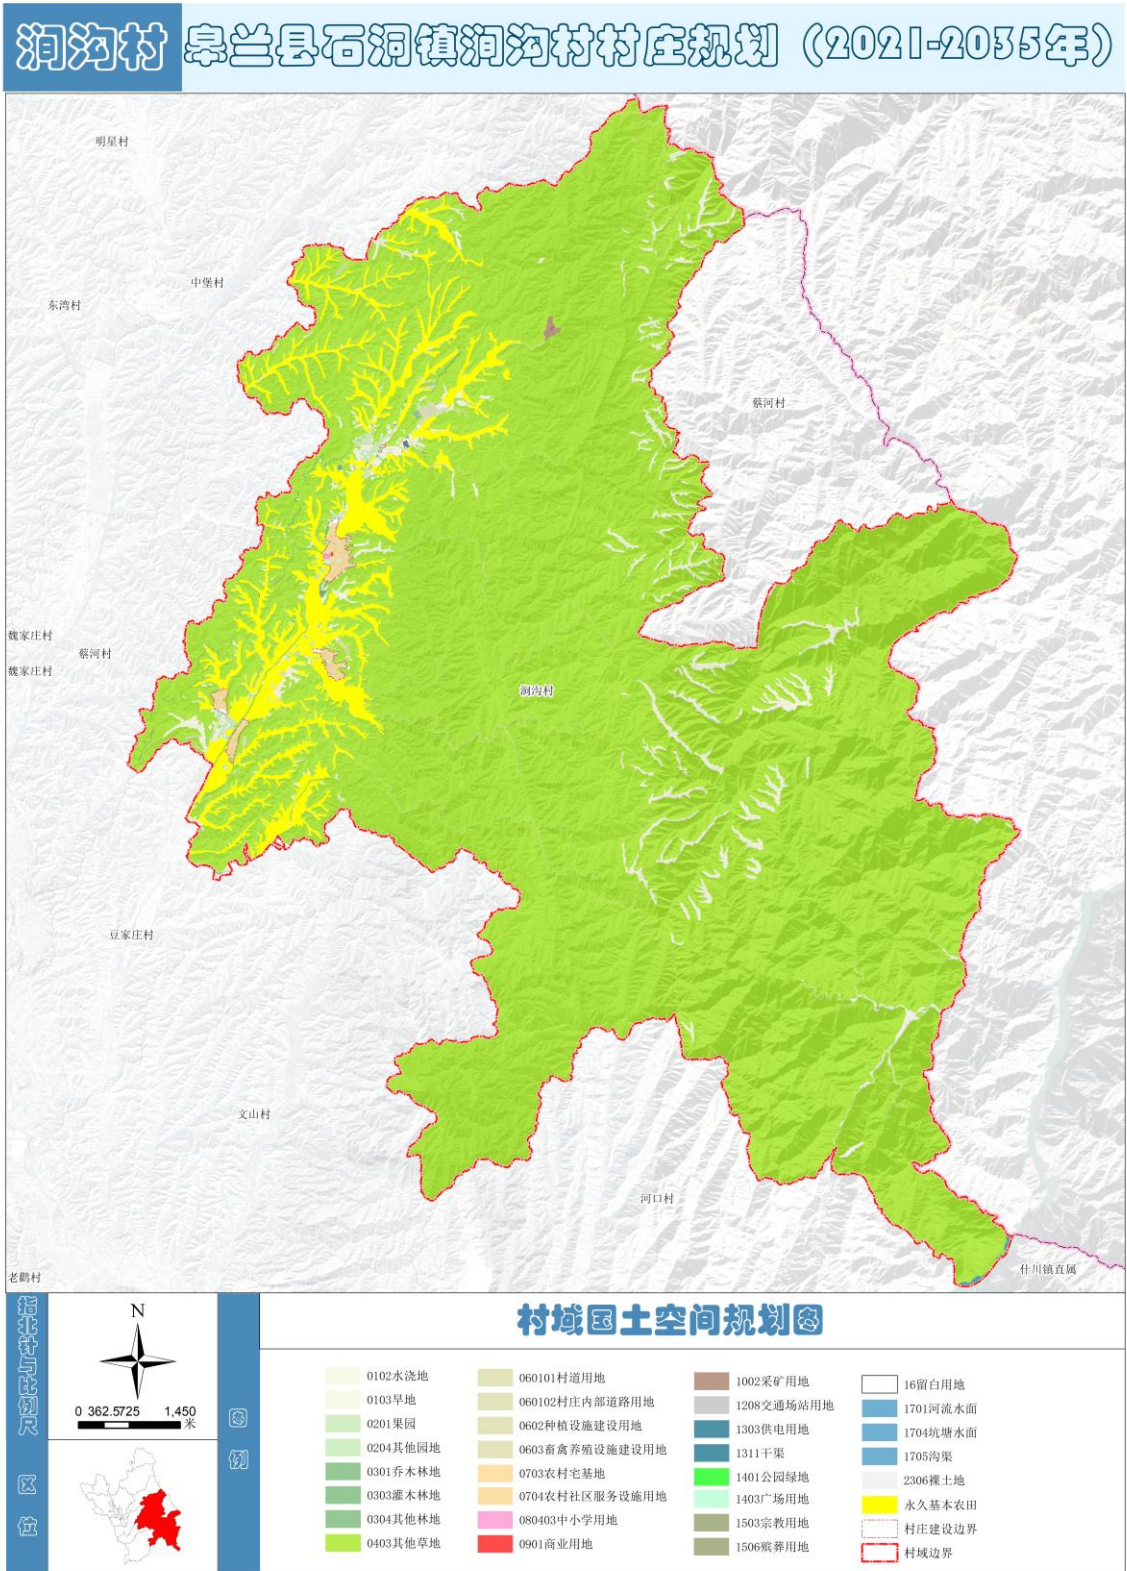 涧沟村
皋兰县石洞镇涧沟村村庄规划（2021-2035年）
明星村
中堡村
东湾村
蔡河村
魏家庄村
蔡河村
魏家庄村
涧沟村
豆家庄村
文山村
河口村
老鹳村
什川镇直属
指北针与比例尺
N
0 362.5725 1,450
米
区位
图例
村域国土空间规划图
0102水浇地
0103旱地
0201果园
0204其他园地
0301乔木林地
0303灌木林地
0304其他林地
0403其他草地
060101村道用地
060102村庄内部道路用地
0602种植设施建设用地
0603畜禽养殖设施建设用地
0703农村宅基地
0704农村社区服务设施用地
080403中小学用地
0901商业用地
1002采矿用地
1208交通场站用地
1303供电用地
1311干渠
1401公园绿地
1403广场用地
1503宗教用地
1506殡葬用地
16留白用地
1701河流水面
1704坑塘水面
1705沟渠
2306裸土地
永久基本农田
村庄建设边界
村域边界